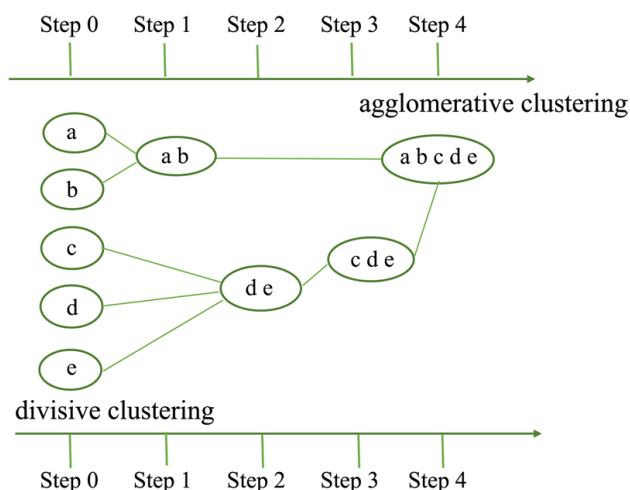 Step 0 Step 1 Step 2 Step 3 Step 4
agglomerative clustering
a
a b
a b c d e
b
c
c d e
d e
d
e
divisive clustering
Step 0 Step 1 Step 2 Step 3 Step 4